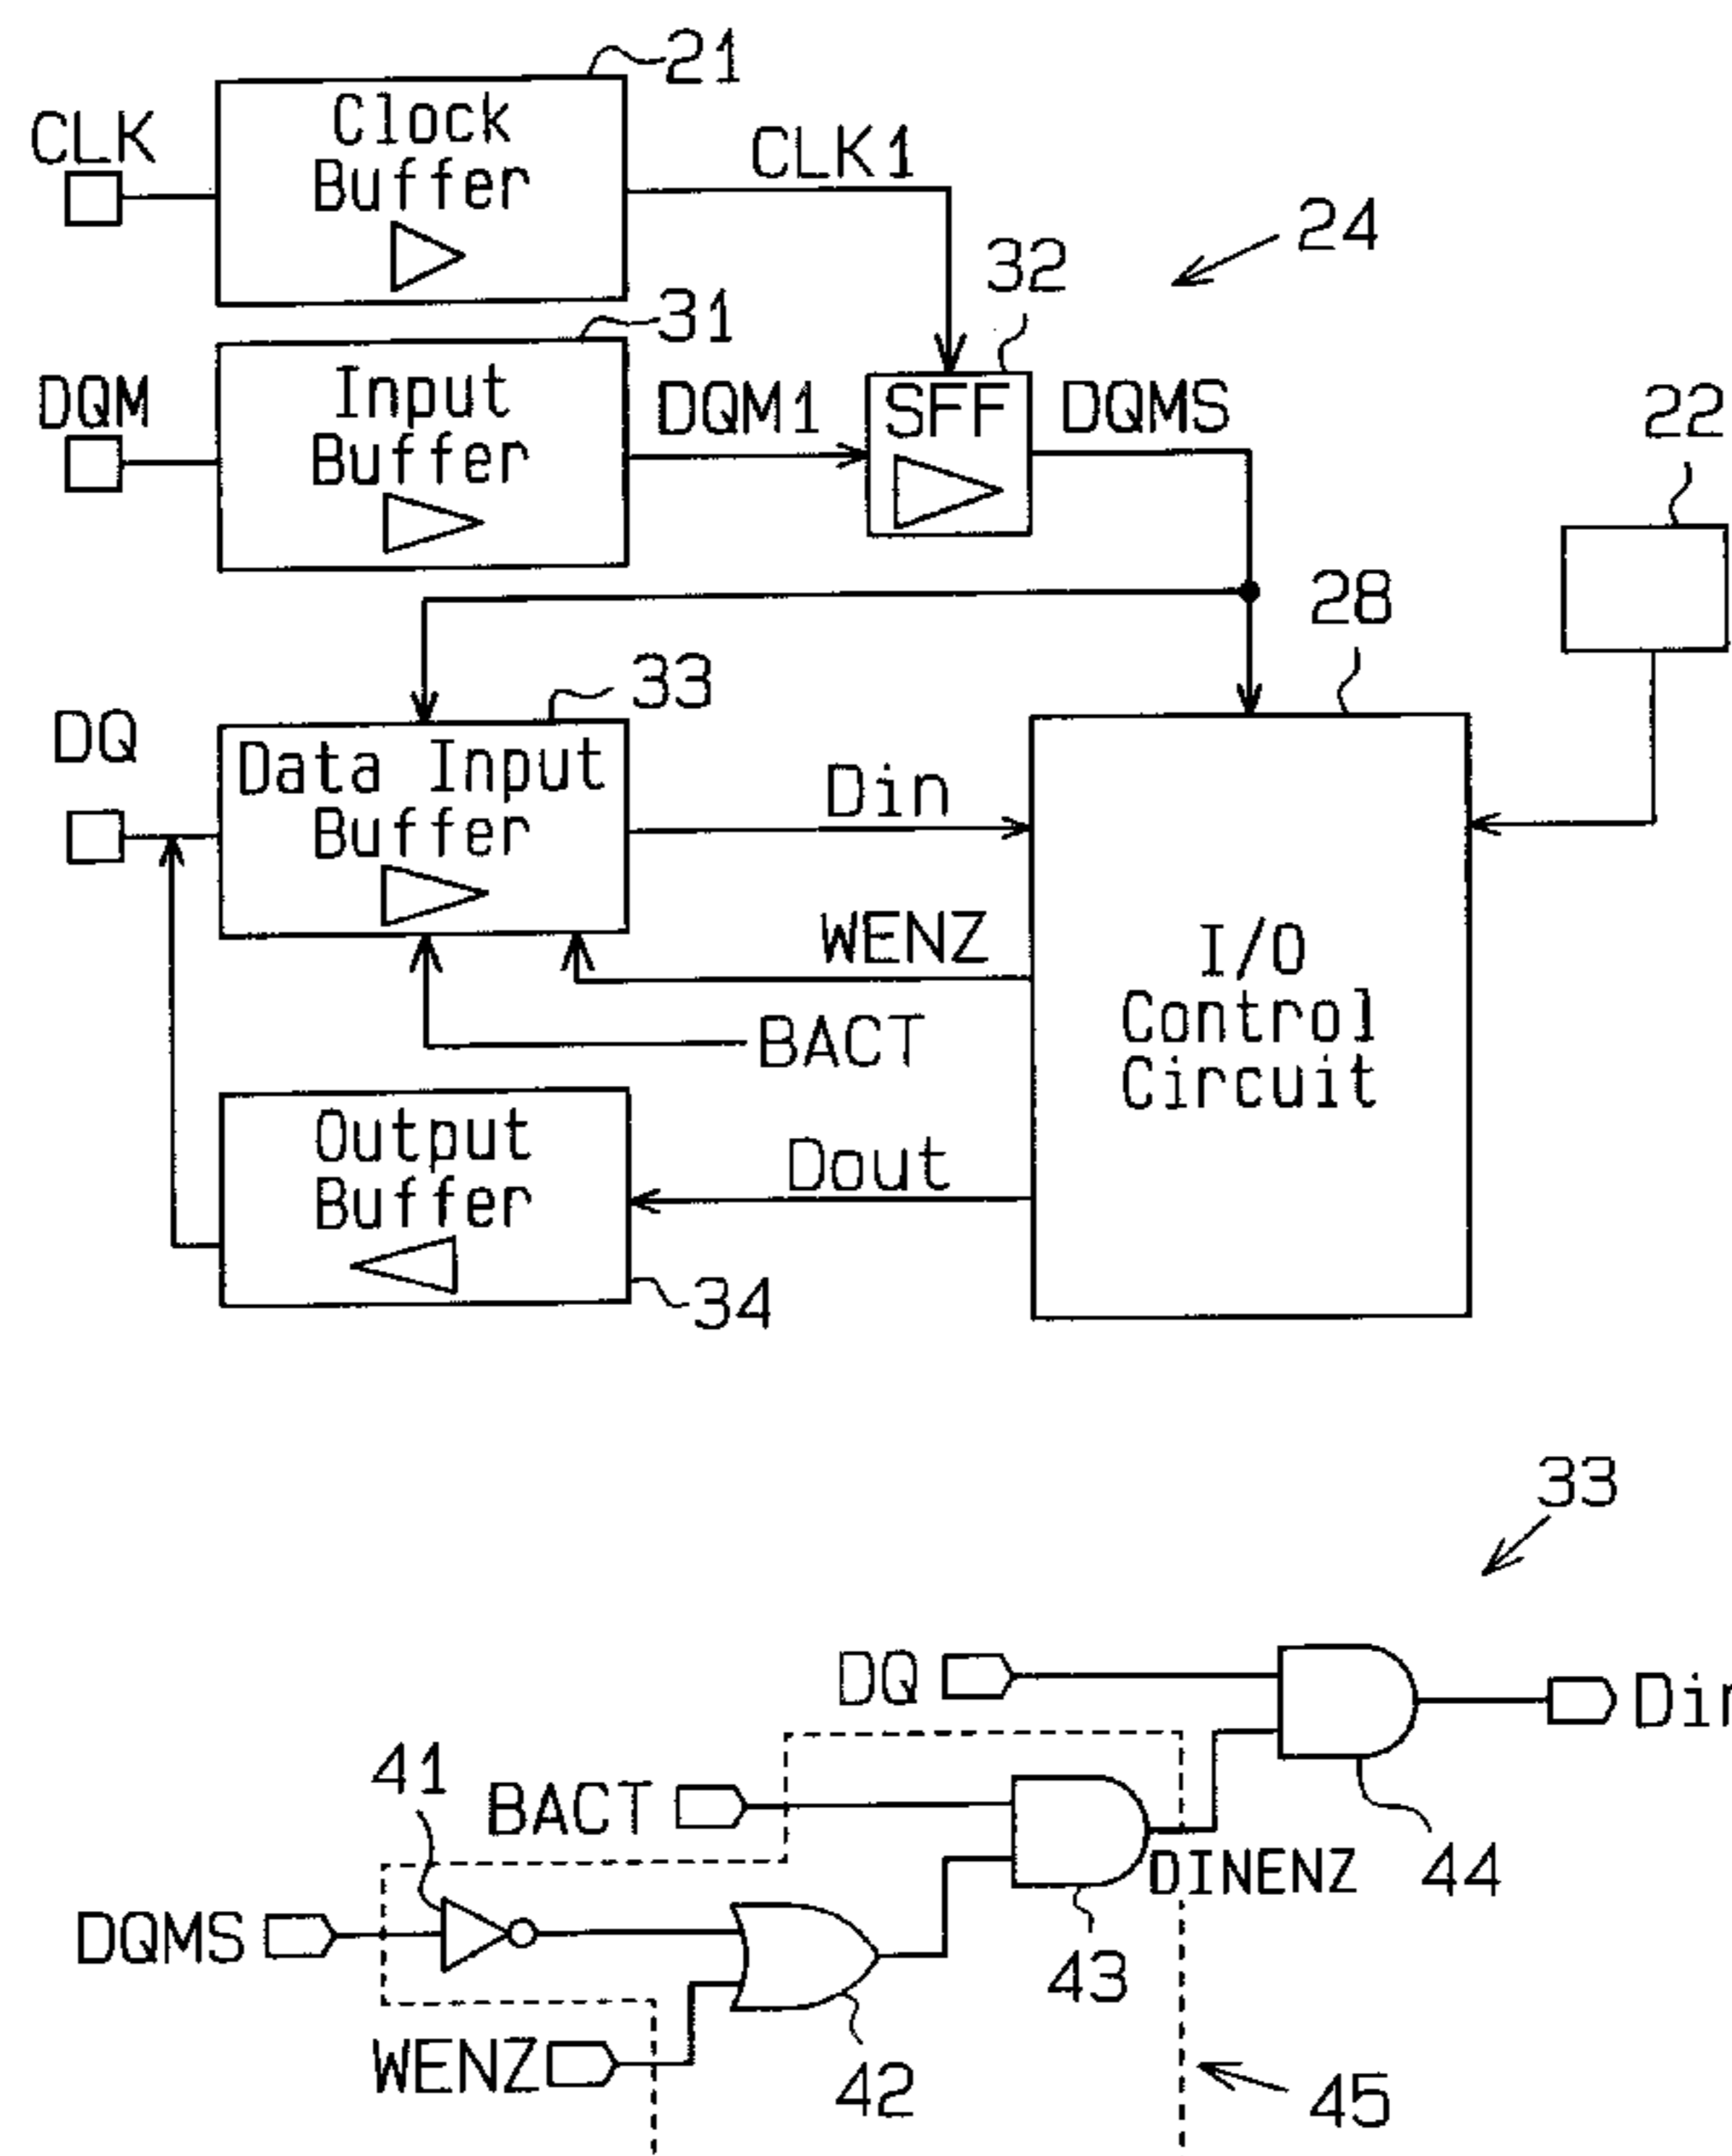 21
CLK
Clock
Buffer
CLK1
24
32
31
DQM
Input
Buffer
DQM1
SFF
DQMS
22
28
33
DQ
Data Input
Buffer
Din
WENZ
BACT
I/O
Control
Circuit
Output
Buffer
Dout
34
33
DQ
Din
41
BACT
44
DINENZ
DQMS
43
WENZ
42
45